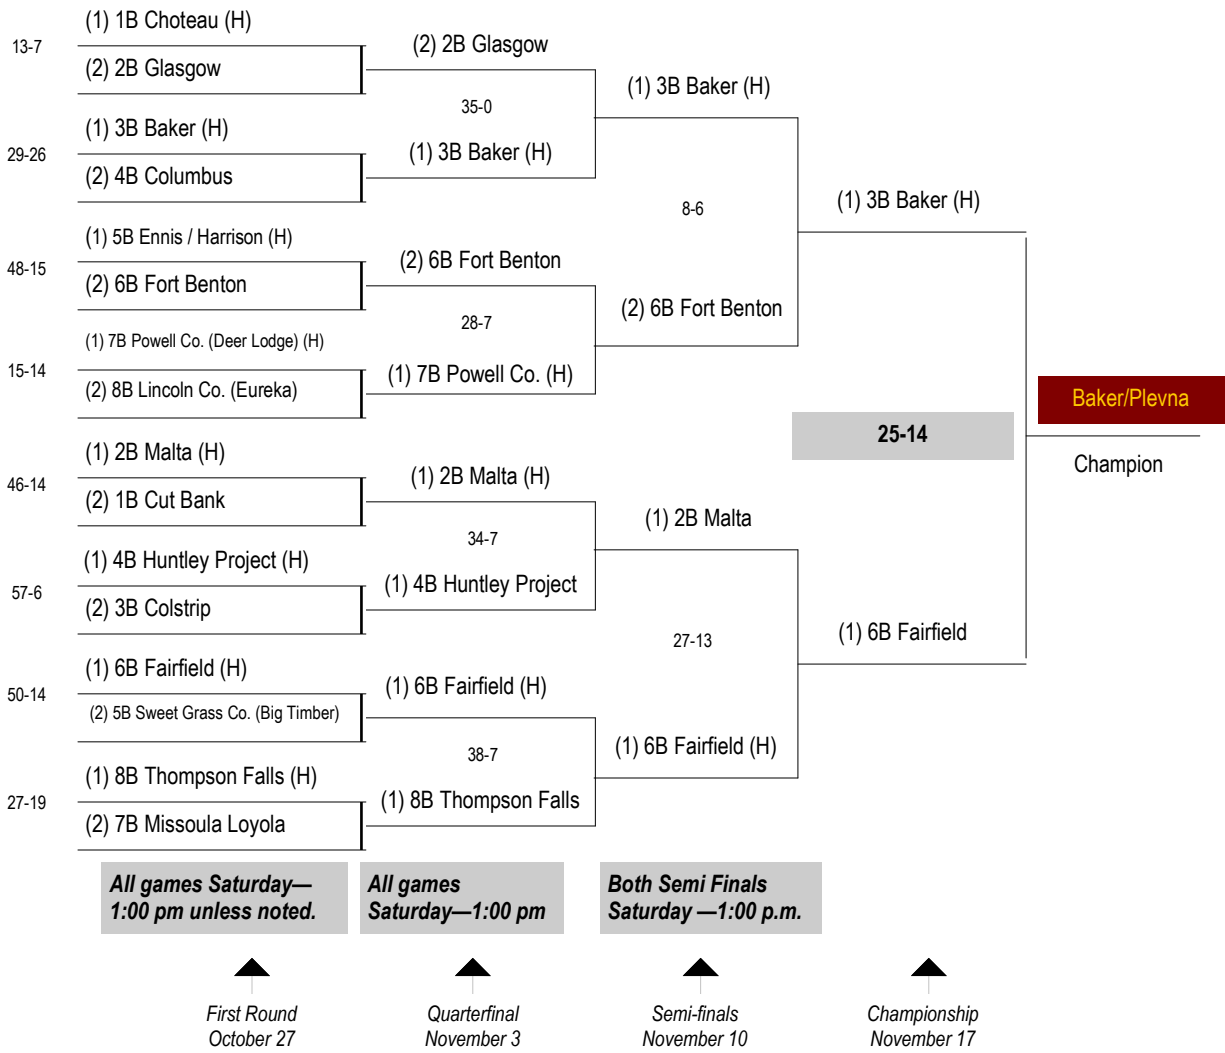 (1) 1B Choteau (H)
13-7
(2) 2B Glasgow
(1) 3B Baker (H)
29-26
(2) 4B Columbus
(1) 5B Ennis / Harrison (H)
48-15
(2) 6B Fort Benton
(1) 7B Powell Co. (Deer Lodge) (H)
15-14
(2) 8B Lincoln Co. (Eureka)
(1) 2B Malta (H)
46-14
(2) 1B Cut Bank
(1) 4B Huntley Project (H)
57-6
(2) 3B Colstrip
(1) 6B Fairfield (H)
50-14
(2) 5B Sweet Grass Co. (Big Timber)
(1) 8B Thompson Falls (H)
27-19
(2) 7B Missoula Loyola
(2) 2B Glasgow
35-0
(1) 3B Baker (H)
(2) 6B Fort Benton
28-7
(1) 7B Powell Co. (H)
(1) 2B Malta (H)
34-7
(1) 4B Huntley Project
(1) 6B Fairfield (H)
38-7
(1) 8B Thompson Falls
(1) 3B Baker (H)
8-6
(2) 6B Fort Benton
(1) 2B Malta
27-13
(1) 6B Fairfield (H)
(1) 3B Baker (H)
25-14
(1) 6B Fairfield
Baker/Plevna
Champion
All games Saturday—
1:00 pm unless noted.
All games
Saturday—1:00 pm
Both Semi Finals
Saturday —1:00 p.m.
First Round
October 27
Quarterfinal
November 3
Semi-finals
November 10
Championship
November 17